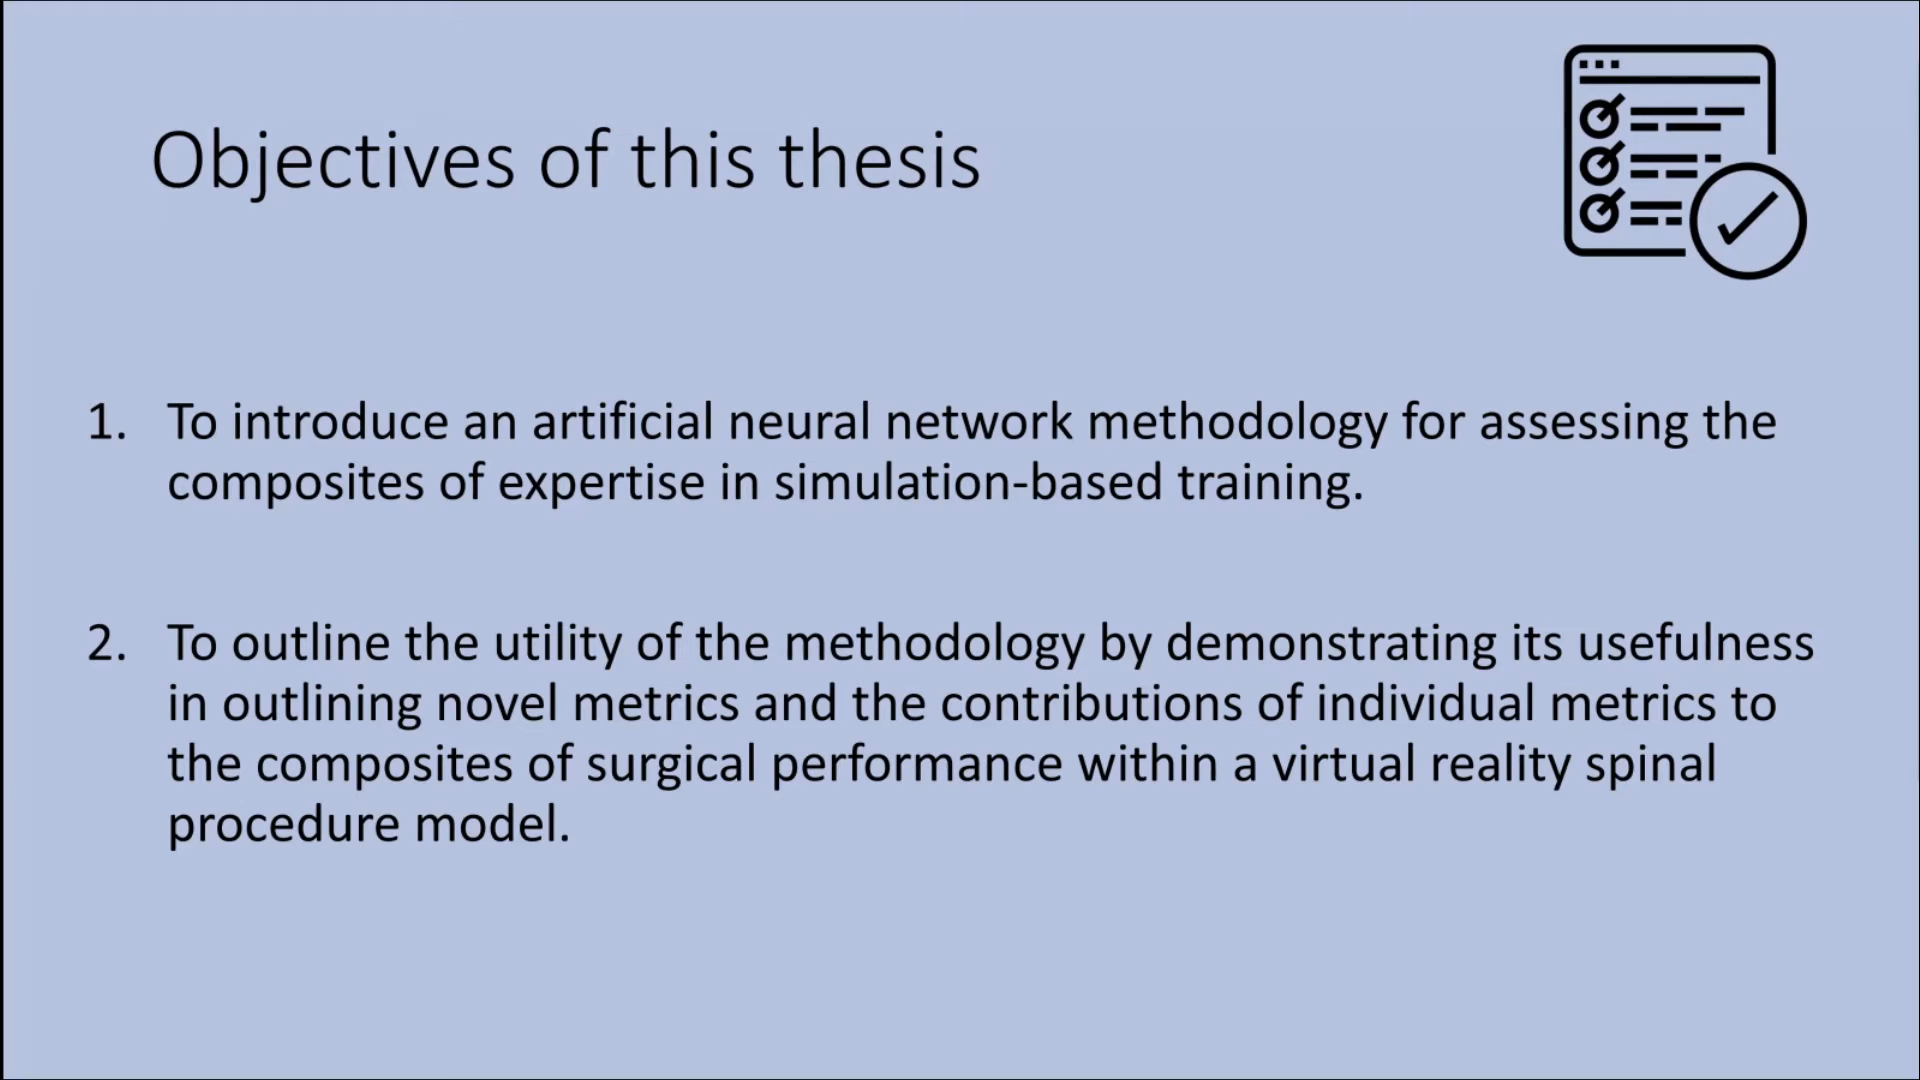 Objectives of this thesis
1. To introduce an artificial neural network methodology for assessing the
composites of expertise in simulation-based training.
2. To outline the utility of the methodology by demonstrating its usefulness
in outlining novel metrics and the contributions of individual metrics to
the composites of surgical performance within a virtual reality spinal
procedure model.